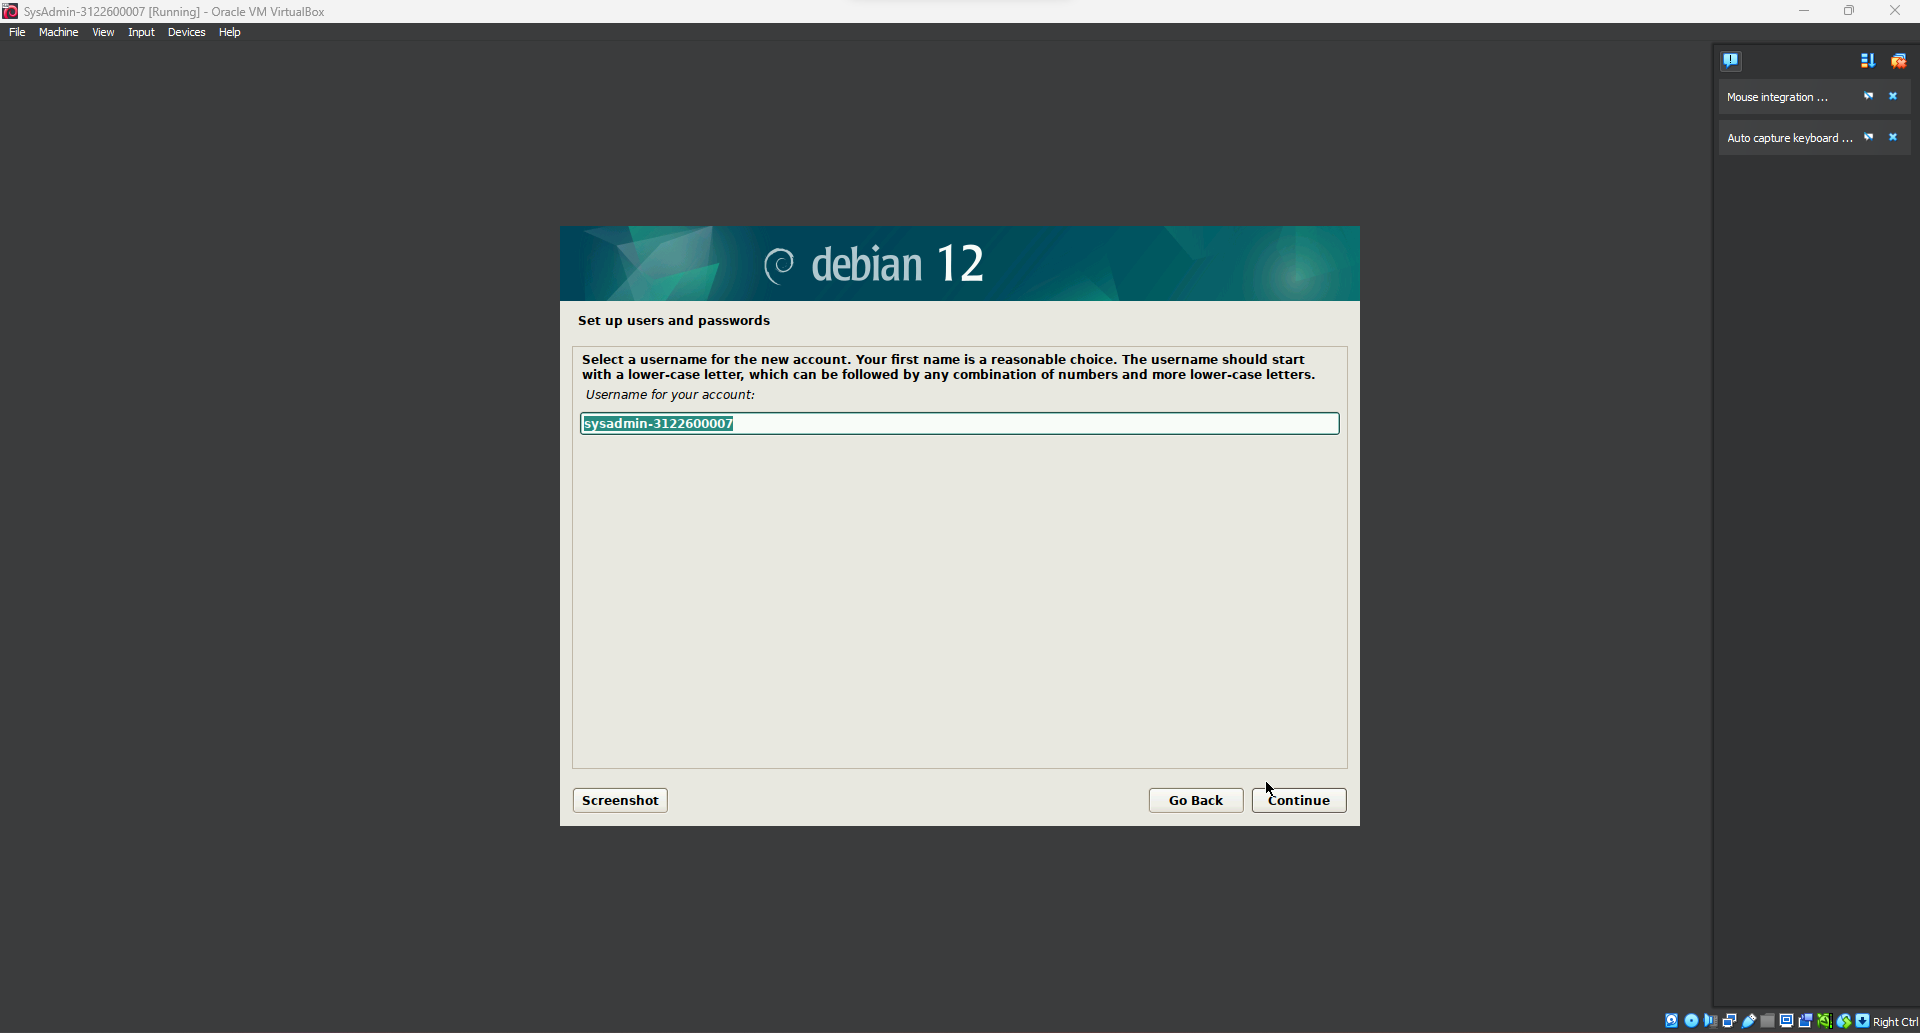 SysAdmin-3122600007 [Running] - Oracle VM VirtualBox
File Machine View Input Devices Help
Mouse integration ...
Auto capture keyboard ...
debian 12
Set up users and passwords
Select a username for the new account. Your first name is a reasonable choice. The username should start
with a lower-case letter, which can be followed by any combination of numbers and more lower-case letters.
Username for your account:
sysadmin-3122600007
Screenshot Go Back Continue
Right Ctrl